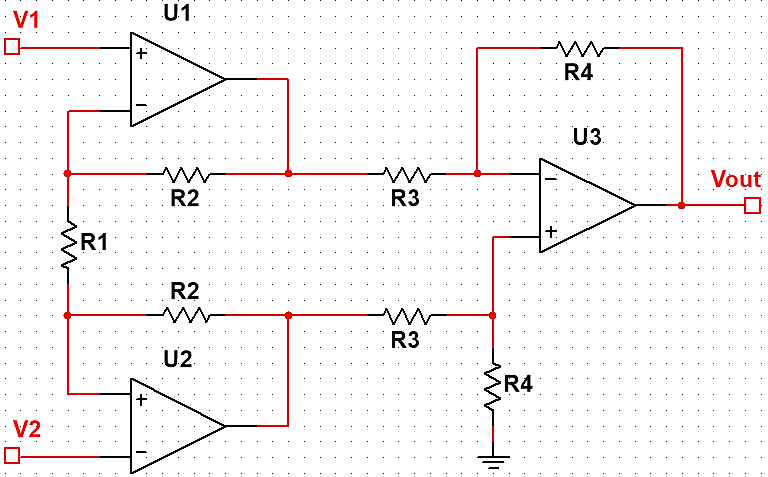 V1
U1
+
−
R2
R1
R2
U2
+
−
V2
R3
R3
R4
U3
−
+
R4
Vout